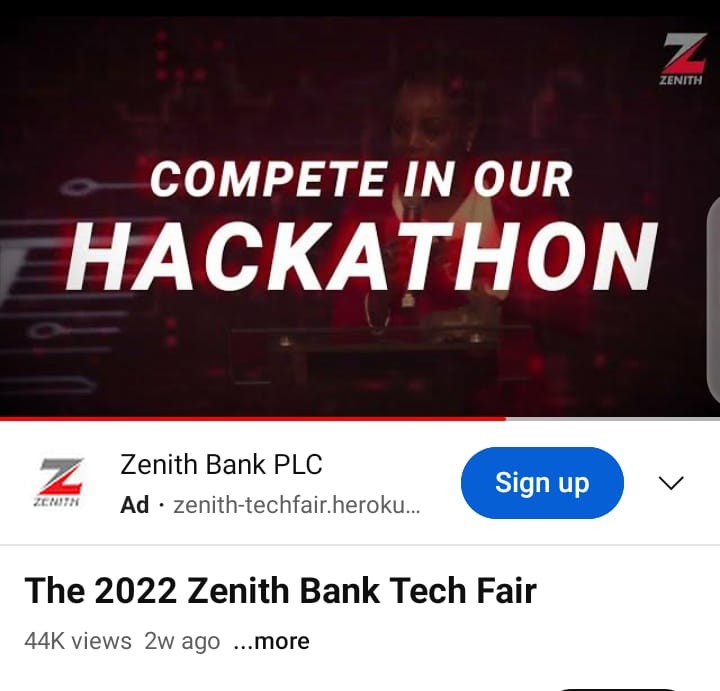 ZENITH
COMPETE IN OUR
HACKATHON
ZENITH
Zenith Bank PLC
Ad · zenith-techfair.heroku...
Sign up
The 2022 Zenith Bank Tech Fair
44K views 2w ago ...more